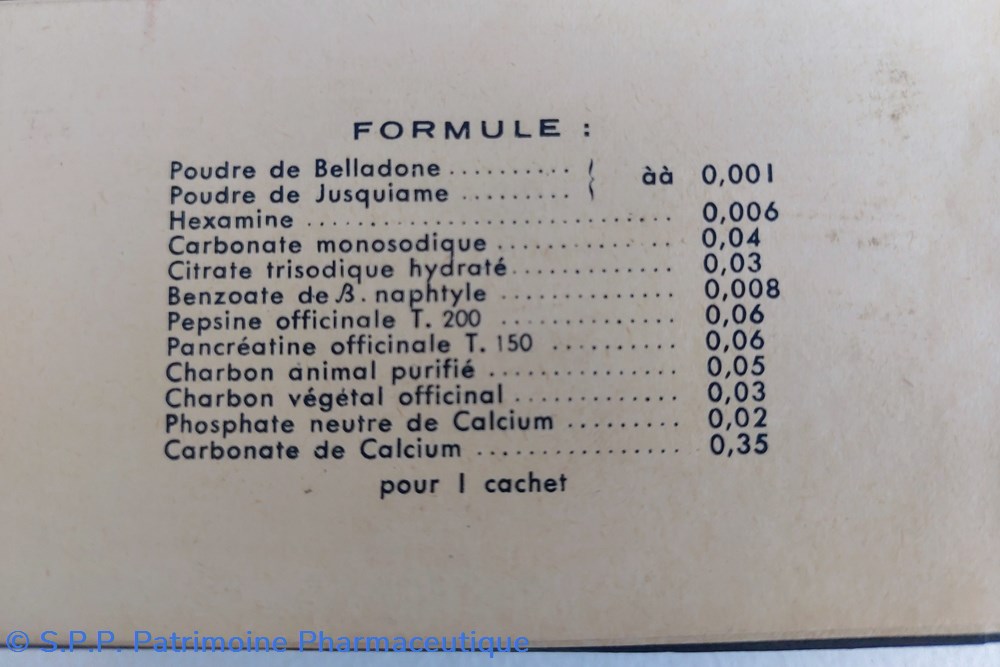 FORMULE :
Poudre de Belladone .......... { àà 0,001
Poudre de Jusquiame ......... {
Hexamine ........................... 0,006
Carbonate monosodique ............. 0,04
Citrate trisodique hydraté............ 0,03
Benzoate de ß. naphtyle ............. 0,008
Pepsine officinale T. 200 ............. 0,06
Pancréatine officinale T. 150 ......... 0,06
Charbon animal purifié .............. 0,05
Charbon végétal officinal ............ 0,03
Phosphate neutre de Calcium ........ 0,02
Carbonate de Calcium ............... 0,35
pour 1 cachet
© S.P.P. Patrimoine Pharmaceutique